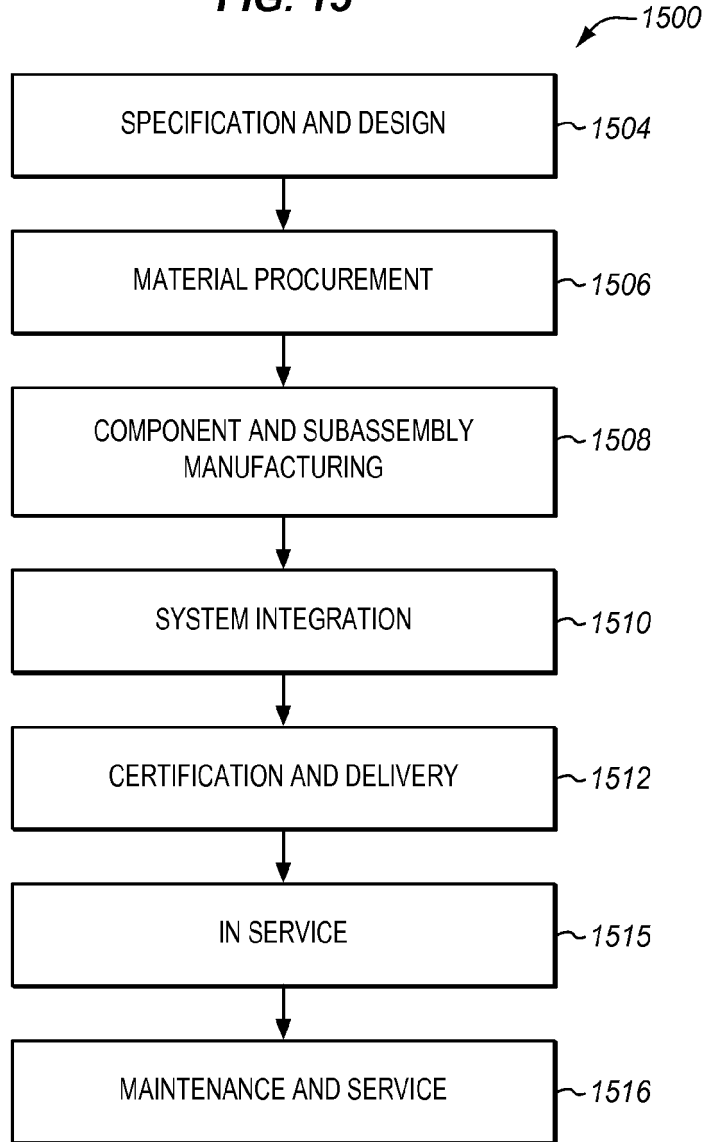 FIG. 15
1500
SPECIFICATION AND DESIGN
1504
MATERIAL PROCUREMENT
1506
COMPONENT AND SUBASSEMBLY
MANUFACTURING
1508
SYSTEM INTEGRATION
1510
CERTIFICATION AND DELIVERY
1512
IN SERVICE
1515
MAINTENANCE AND SERVICE
1516